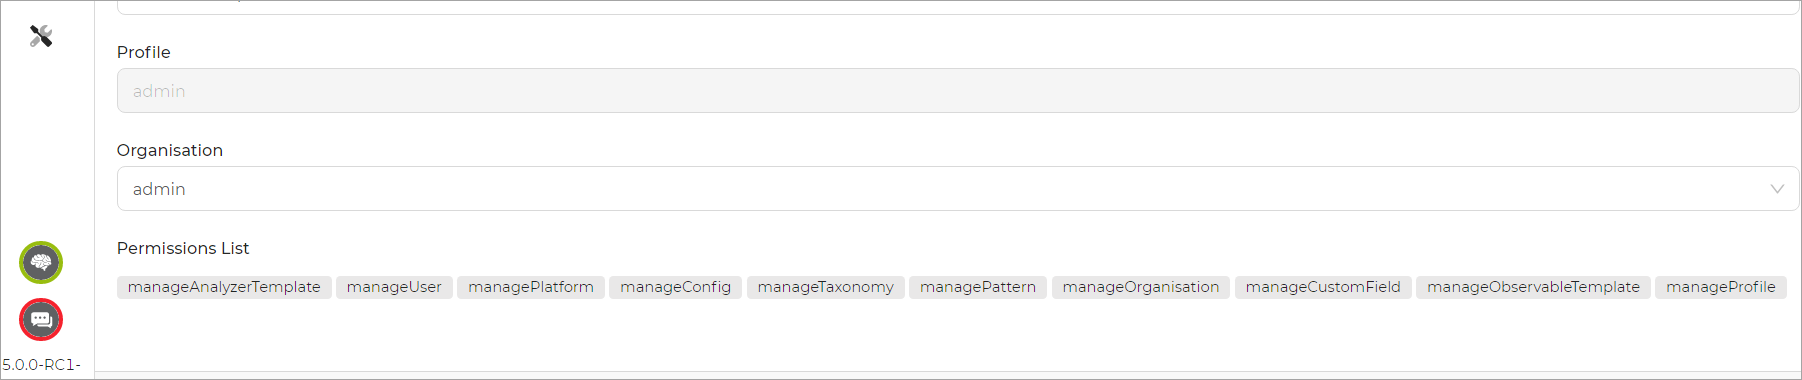 Profile
admin
Organisation
admin
Permissions List
manageAnalyzerTemplate manageUser managePlatform manageConfig manageTaxonomy managePattern manageOrganisation manageCustomField manageObservableTemplate manageProfile
5.0.0-RC1-